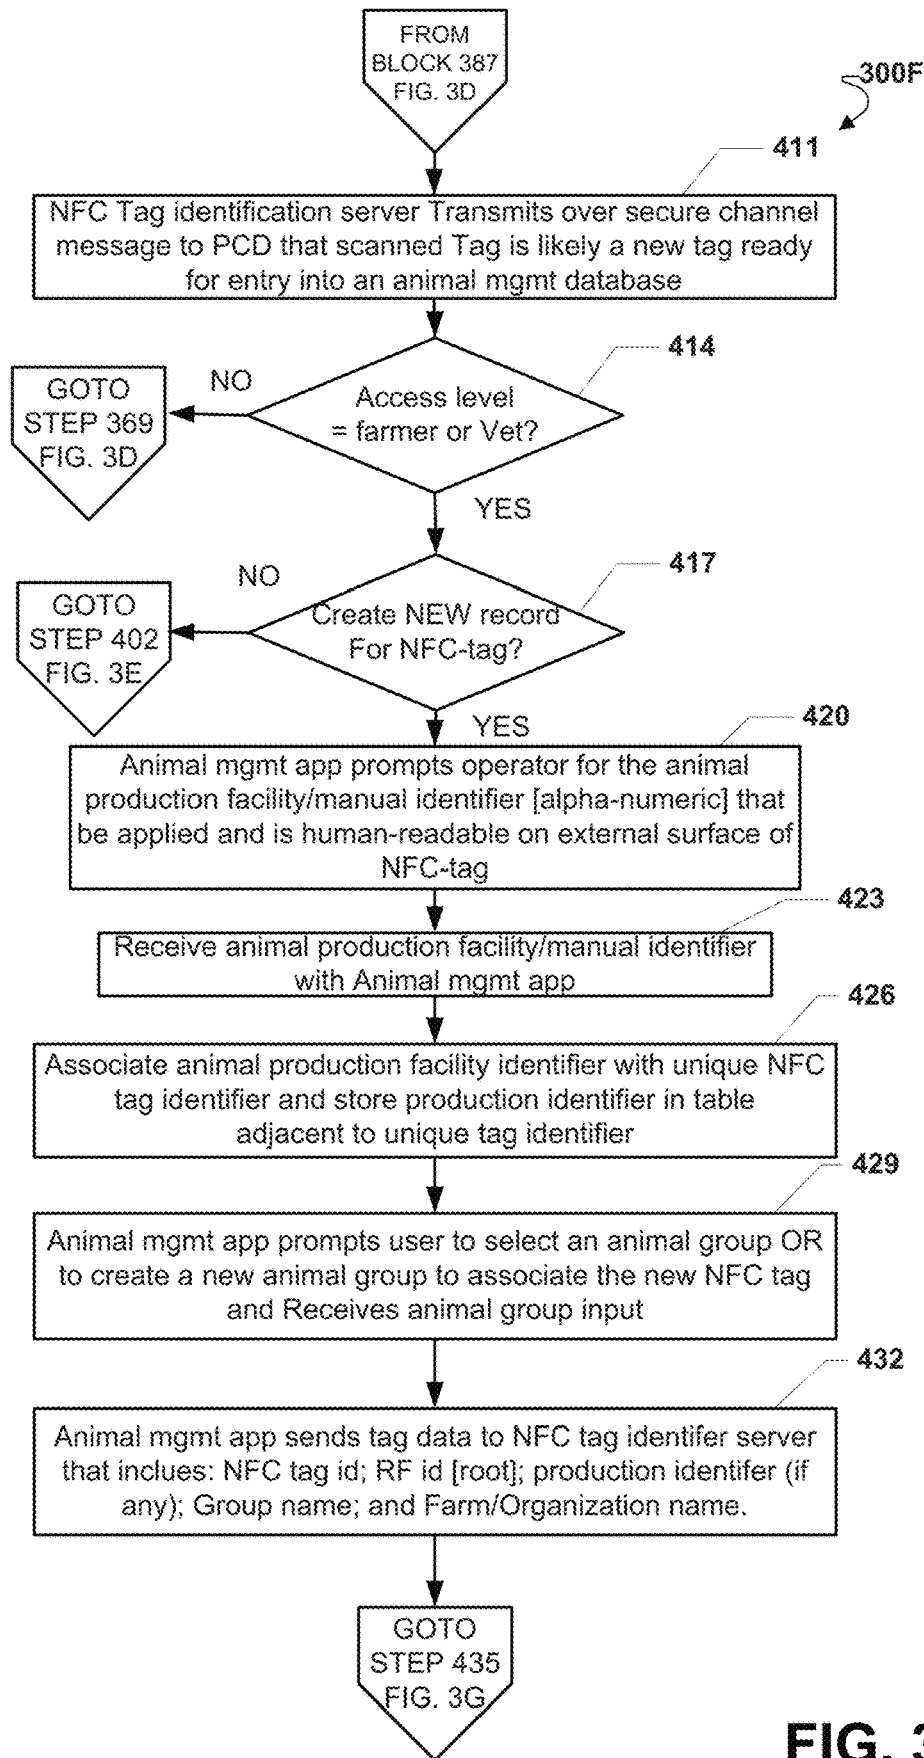 FROM
BLOCK 387
FIG. 3D
300F
411
NFC Tag identification server Transmits over secure channel
message to PCD that scanned Tag is likely a new tag ready
for entry into an animal mgmt database
414
Access level
= farmer or Vet?
NO
GOTO
STEP 369
FIG. 3D
YES
417
Create NEW record
For NFC-tag?
NO
GOTO
STEP 402
FIG. 3E
YES
420
Animal mgmt app prompts operator for the animal
production facility/manual identifier [alpha-numeric] that
be applied and is human-readable on external surface of
NFC-tag
423
Receive animal production facility/manual identifier
with Animal mgmt app
426
Associate animal production facility identifier with unique NFC
tag identifier and store production identifier in table
adjacent to unique tag identifier
429
Animal mgmt app prompts user to select an animal group OR
to create a new animal group to associate the new NFC tag
and Receives animal group input
432
Animal mgmt app sends tag data to NFC tag identifer server
that inclues: NFC tag id; RF id [root]; production identifer (if
any); Group name; and Farm/Organization name.
GOTO
STEP 435
FIG. 3G
FIG. 3